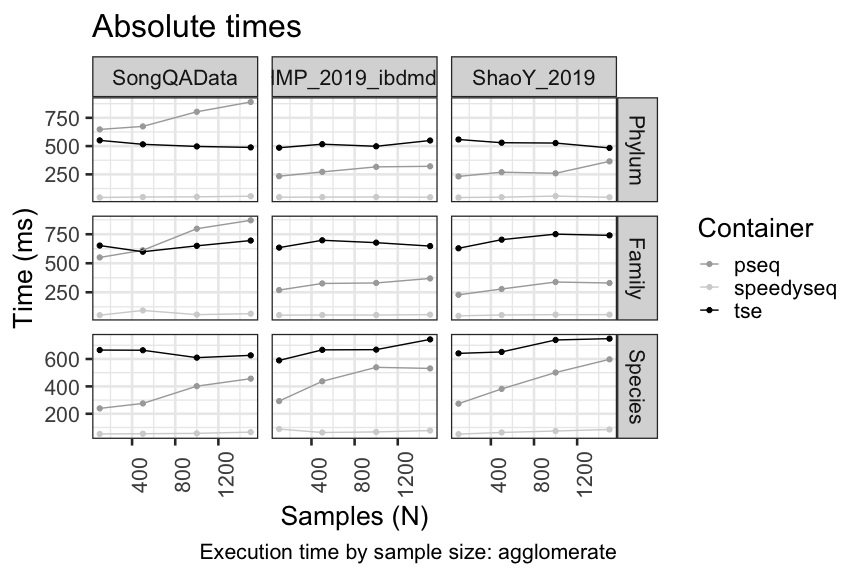 Absolute times
SongQAData
MP_2019_ibdmd
ShaoY_2019
Time (ms)
750
500
250
Phylum
750
500
250
Family
600
400
200
Species
400 800 1200
400 800 1200
400 800 1200
Samples (N)
Execution time by sample size: agglomerate
Container
pseq
speedyseq
tse